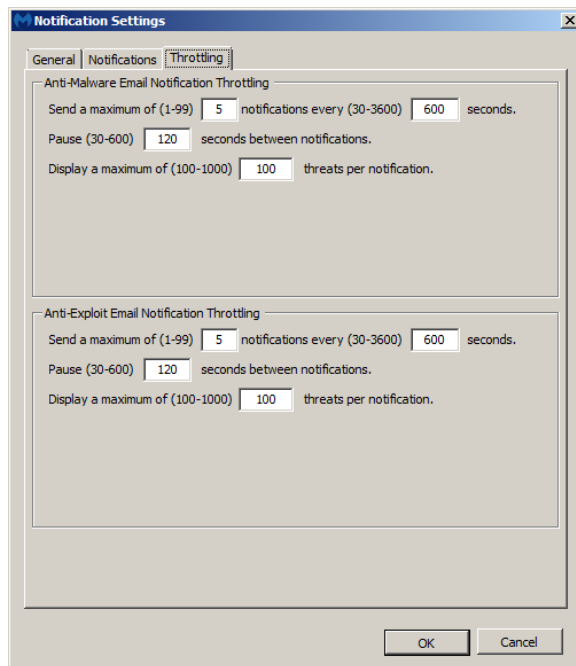 Notification Settings
General Notifications Throttling
Anti-Malware Email Notification Throttling
Send a maximum of (1-99) 5 notifications every (30-3600) 600 seconds.
Pause (30-600) 120 seconds between notifications.
Display a maximum of (100-1000) 100 threats per notification.
Anti-Exploit Email Notification Throttling
Send a maximum of (1-99) 5 notifications every (30-3600) 600 seconds.
Pause (30-600) 120 seconds between notifications.
Display a maximum of (100-1000) 100 threats per notification.
OK Cancel